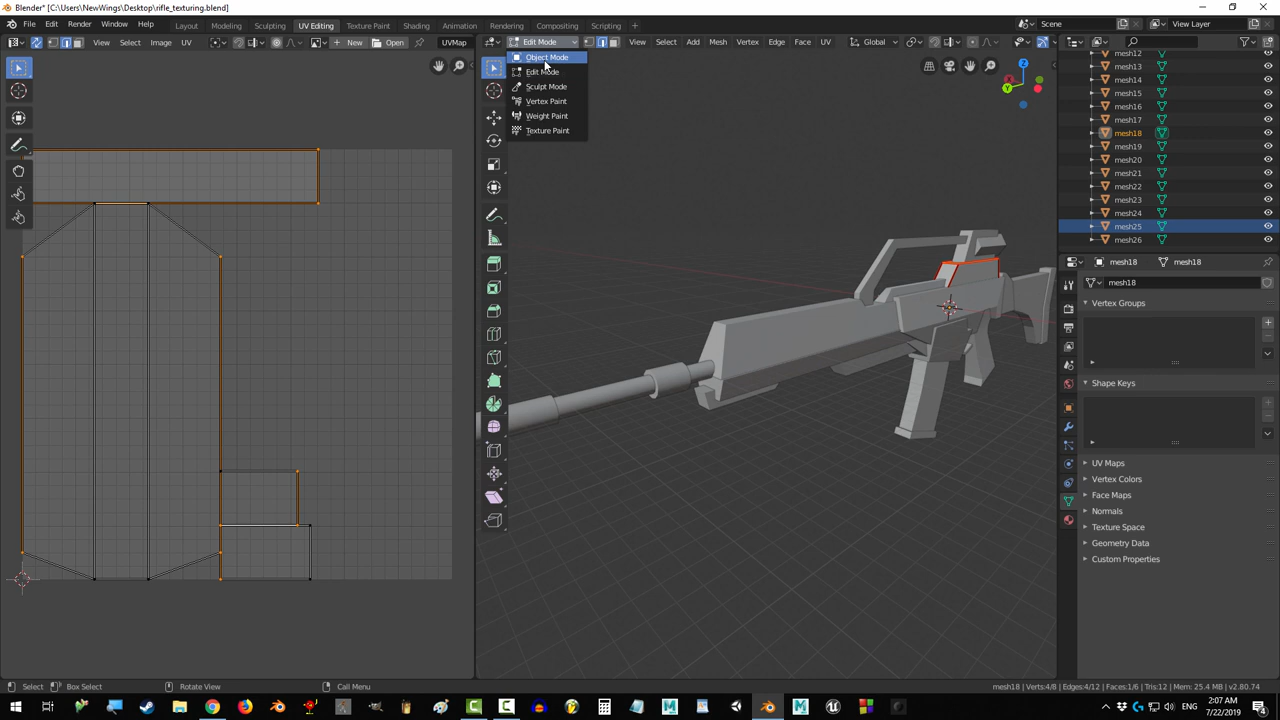 Blender* [C:\Users\NewWings\Desktop\rifle_texturing.blend]
File Edit Render Window Help Layout Modeling Sculpting UV Editing Texture Paint Shading Animation Rendering Compositing Scripting Scene View Layer
View Select Image UV New Open UVMap Edit Mode View Select Add Mesh Vertex Edge Face UV Global
Object Mode
Edit Mode
Sculpt Mode
Vertex Paint
Weight Paint
Texture Paint
Y
Z
mesh12
mesh13
mesh14
mesh15
mesh16
mesh17
mesh18
mesh19
mesh20
mesh21
mesh22
mesh23
mesh24
mesh25
mesh26
mesh18 mesh18
mesh18
Vertex Groups
Shape Keys
UV Maps
Vertex Colors
Face Maps
Normals
Texture Space
Geometry Data
Custom Properties
Select Box Select Rotate View Call Menu mesh18 | Verts:4/8 | Edges:4/12 | Faces:1/6 | Tris:12 | Mem: 25.4 MB | v2.80.74
2:07 AM
7/22/2019